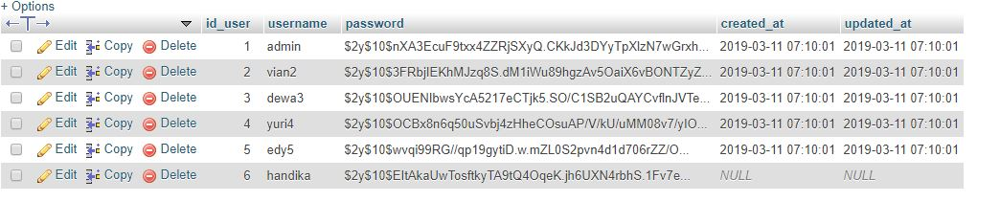 + Options
id_user username password created_at updated_at
Edit Copy Delete 1 admin $2y$10$nXA3EcuF9txx4ZZRjSXyQ.CKkJd3DYyTpXlzN7wGrxh... 2019-03-11 07:10:01 2019-03-11 07:10:01
Edit Copy Delete 2 vian2 $2y$10$3FRbjlEKhMJzq8S.dM1iWu89hgzAv5OaiX6vBONTZyZ... 2019-03-11 07:10:01 2019-03-11 07:10:01
Edit Copy Delete 3 dewa3 $2y$10$OUENlbwsYcA5217eCTjk5.SO/C1SB2uQAYCvflnJVTe... 2019-03-11 07:10:01 2019-03-11 07:10:01
Edit Copy Delete 4 yuri4 $2y$10$OCBx8n6q50uSvbj4zHheCOsuAP/V/kU/uMM08v7/yIO... 2019-03-11 07:10:01 2019-03-11 07:10:01
Edit Copy Delete 5 edy5 $2y$10$wvqi99RG//qp19gytiD.w.mZL0S2pvn4d1d706rZZ/O... 2019-03-11 07:10:01 2019-03-11 07:10:01
Edit Copy Delete 6 handika $2y$10$EltAkaUwTosftkyTA9tQ4OqeK.jh6UXN4rbhS.1Fv7e... NULL NULL